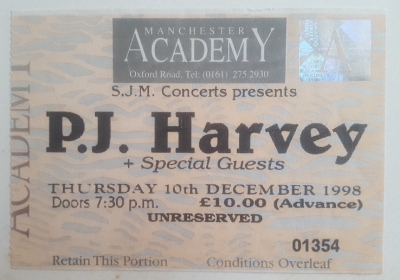 MANCHESTER
ACADEMY
Oxford Road, Tel: (0161) 275 2930
S.J.M. Concerts presents
P.J. Harvey
+ Special Guests
THURSDAY 10th DECEMBER 1998
Doors 7:30 p.m. £10.00 (Advance)
UNRESERVED
01354
Retain This Portion Conditions Overleaf
ACADEMY
A